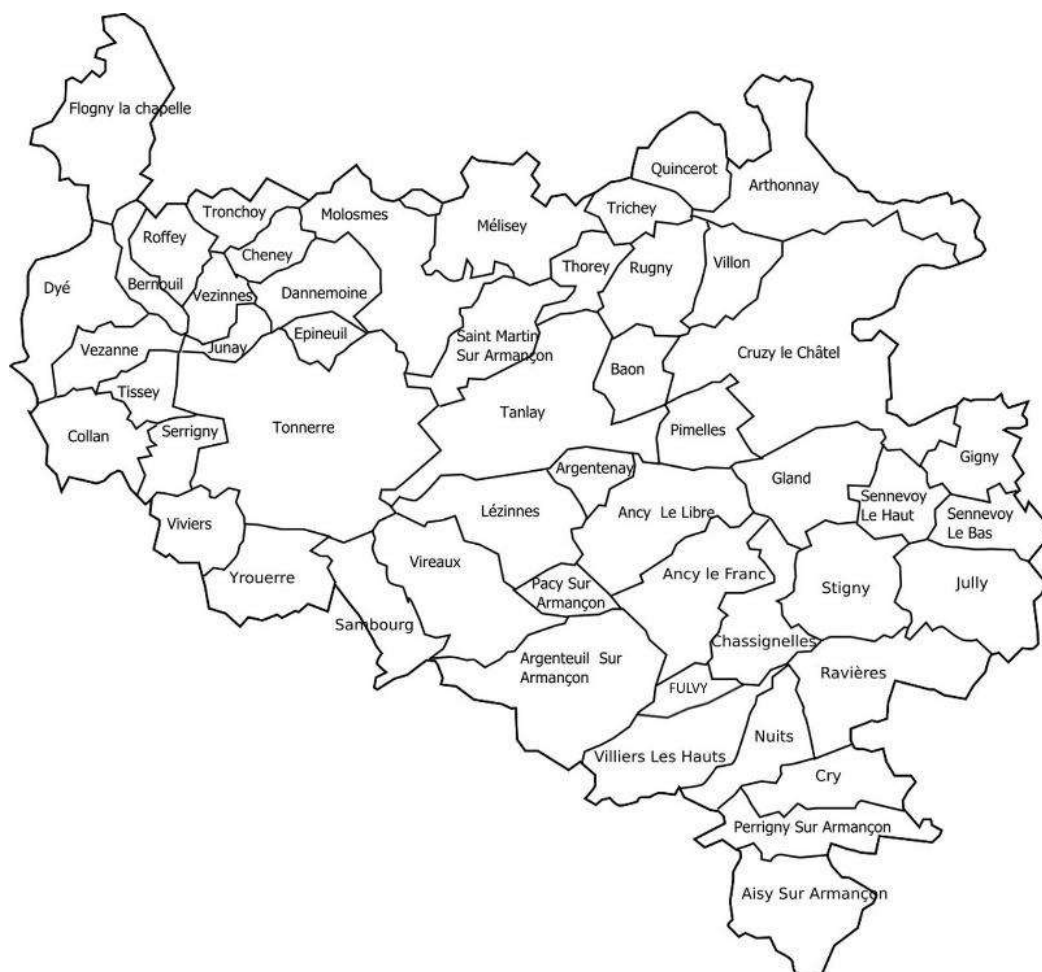 Flogny la chapelle
Quincerot
Arthonnay
Tronchoy
Molosmes
Trichey
Mélisey
Roffey
Cheney
Thorey
Rugny
Villon
Dyé
Bernouil
Vezinnes
Dannemoine
Vezanne
Junay
Epineuil
Saint Martin
Sur Armançon
Baon
Cruzy le Châtel
Tissey
Collan
Serrigny
Tonnerre
Tanlay
Pimelles
Argentenay
Gland
Gigny
Sennevoy
Le Haut
Sennevoy
Le Bas
Viviers
Lézinnes
Ancy Le Libre
Vireaux
Yrouerre
Pacy Sur
Armançon
Ancy le Franc
Stigny
Jully
Sambourg
Chassignelles
Argenteuil Sur
Armançon
FULVY
Ravières
Villiers Les Hauts
Nuits
Cry
Perrigny Sur Armançon
Aisy Sur Armançon